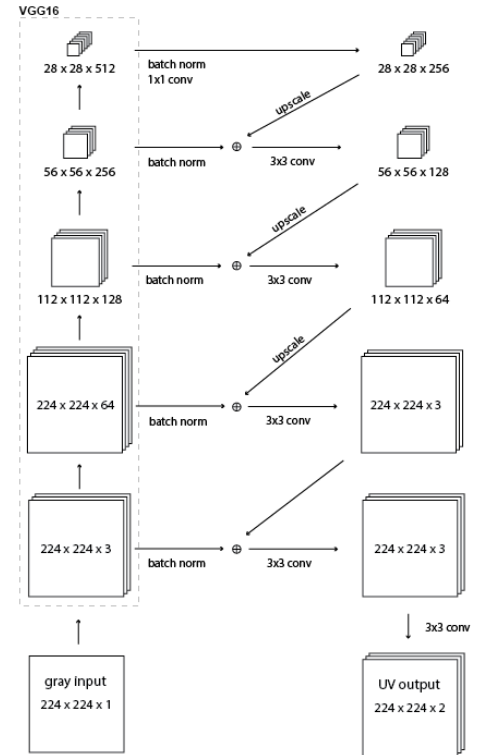 VGG16
28 x 28 x 512
batch norm
1x1 conv
28 x 28 x 256
upscale
56 x 56 x 256
batch norm
⊕
3x3 conv
56 x 56 x 128
upscale
112 x 112 x 128
batch norm
⊕
3x3 conv
112 x 112 x 64
upscale
224 x 224 x 64
batch norm
⊕
3x3 conv
224 x 224 x 3
224 x 224 x 3
batch norm
⊕
3x3 conv
224 x 224 x 3
3x3 conv
gray input
224 x 224 x 1
UV output
224 x 224 x 2